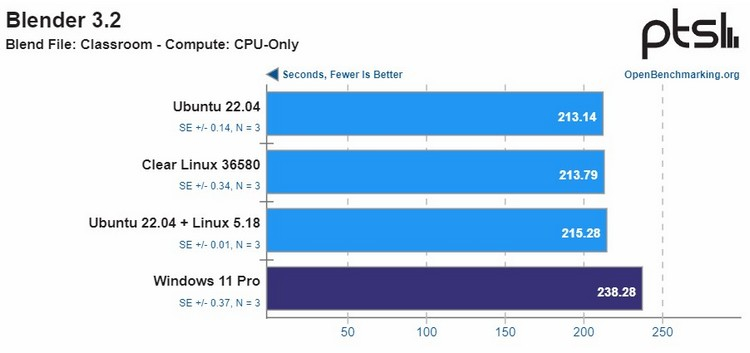 Blender 3.2
Blend File: Classroom - Compute: CPU-Only
ptsl
Seconds, Fewer Is Better
OpenBenchmarking.org
Ubuntu 22.04
SE +/- 0.14, N = 3
213.14
Clear Linux 36580
SE +/- 0.34, N = 3
213.79
Ubuntu 22.04 + Linux 5.18
SE +/- 0.01, N = 3
215.28
Windows 11 Pro
SE +/- 0.37, N = 3
238.28
50 100 150 200 250